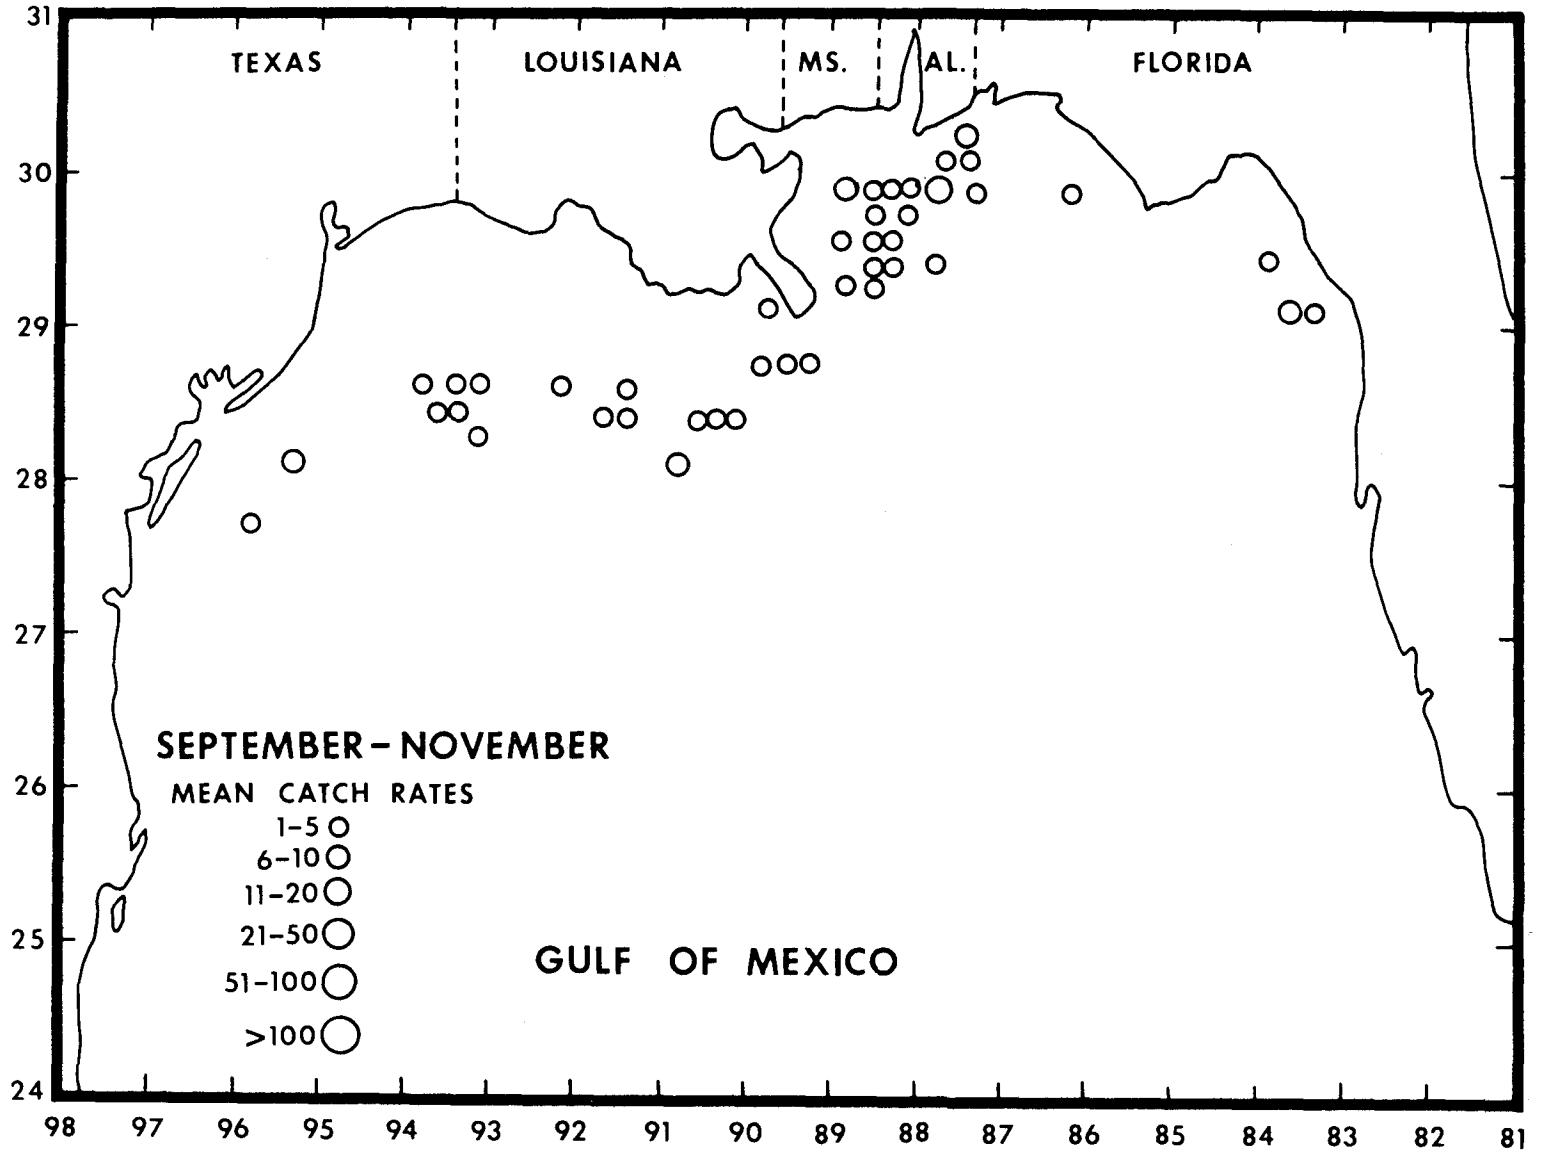 31
TEXAS LOUISIANA MS. AL. FLORIDA
30
29
28
27
SEPTEMBER-NOVEMBER
26
MEAN CATCH RATES
1-5
6-10
11-20
25
21-50
GULF OF MEXICO
51-100
>100
24
98 97 96 95 94 93 92 91 90 89 88 87 86 85 84 83 82 81